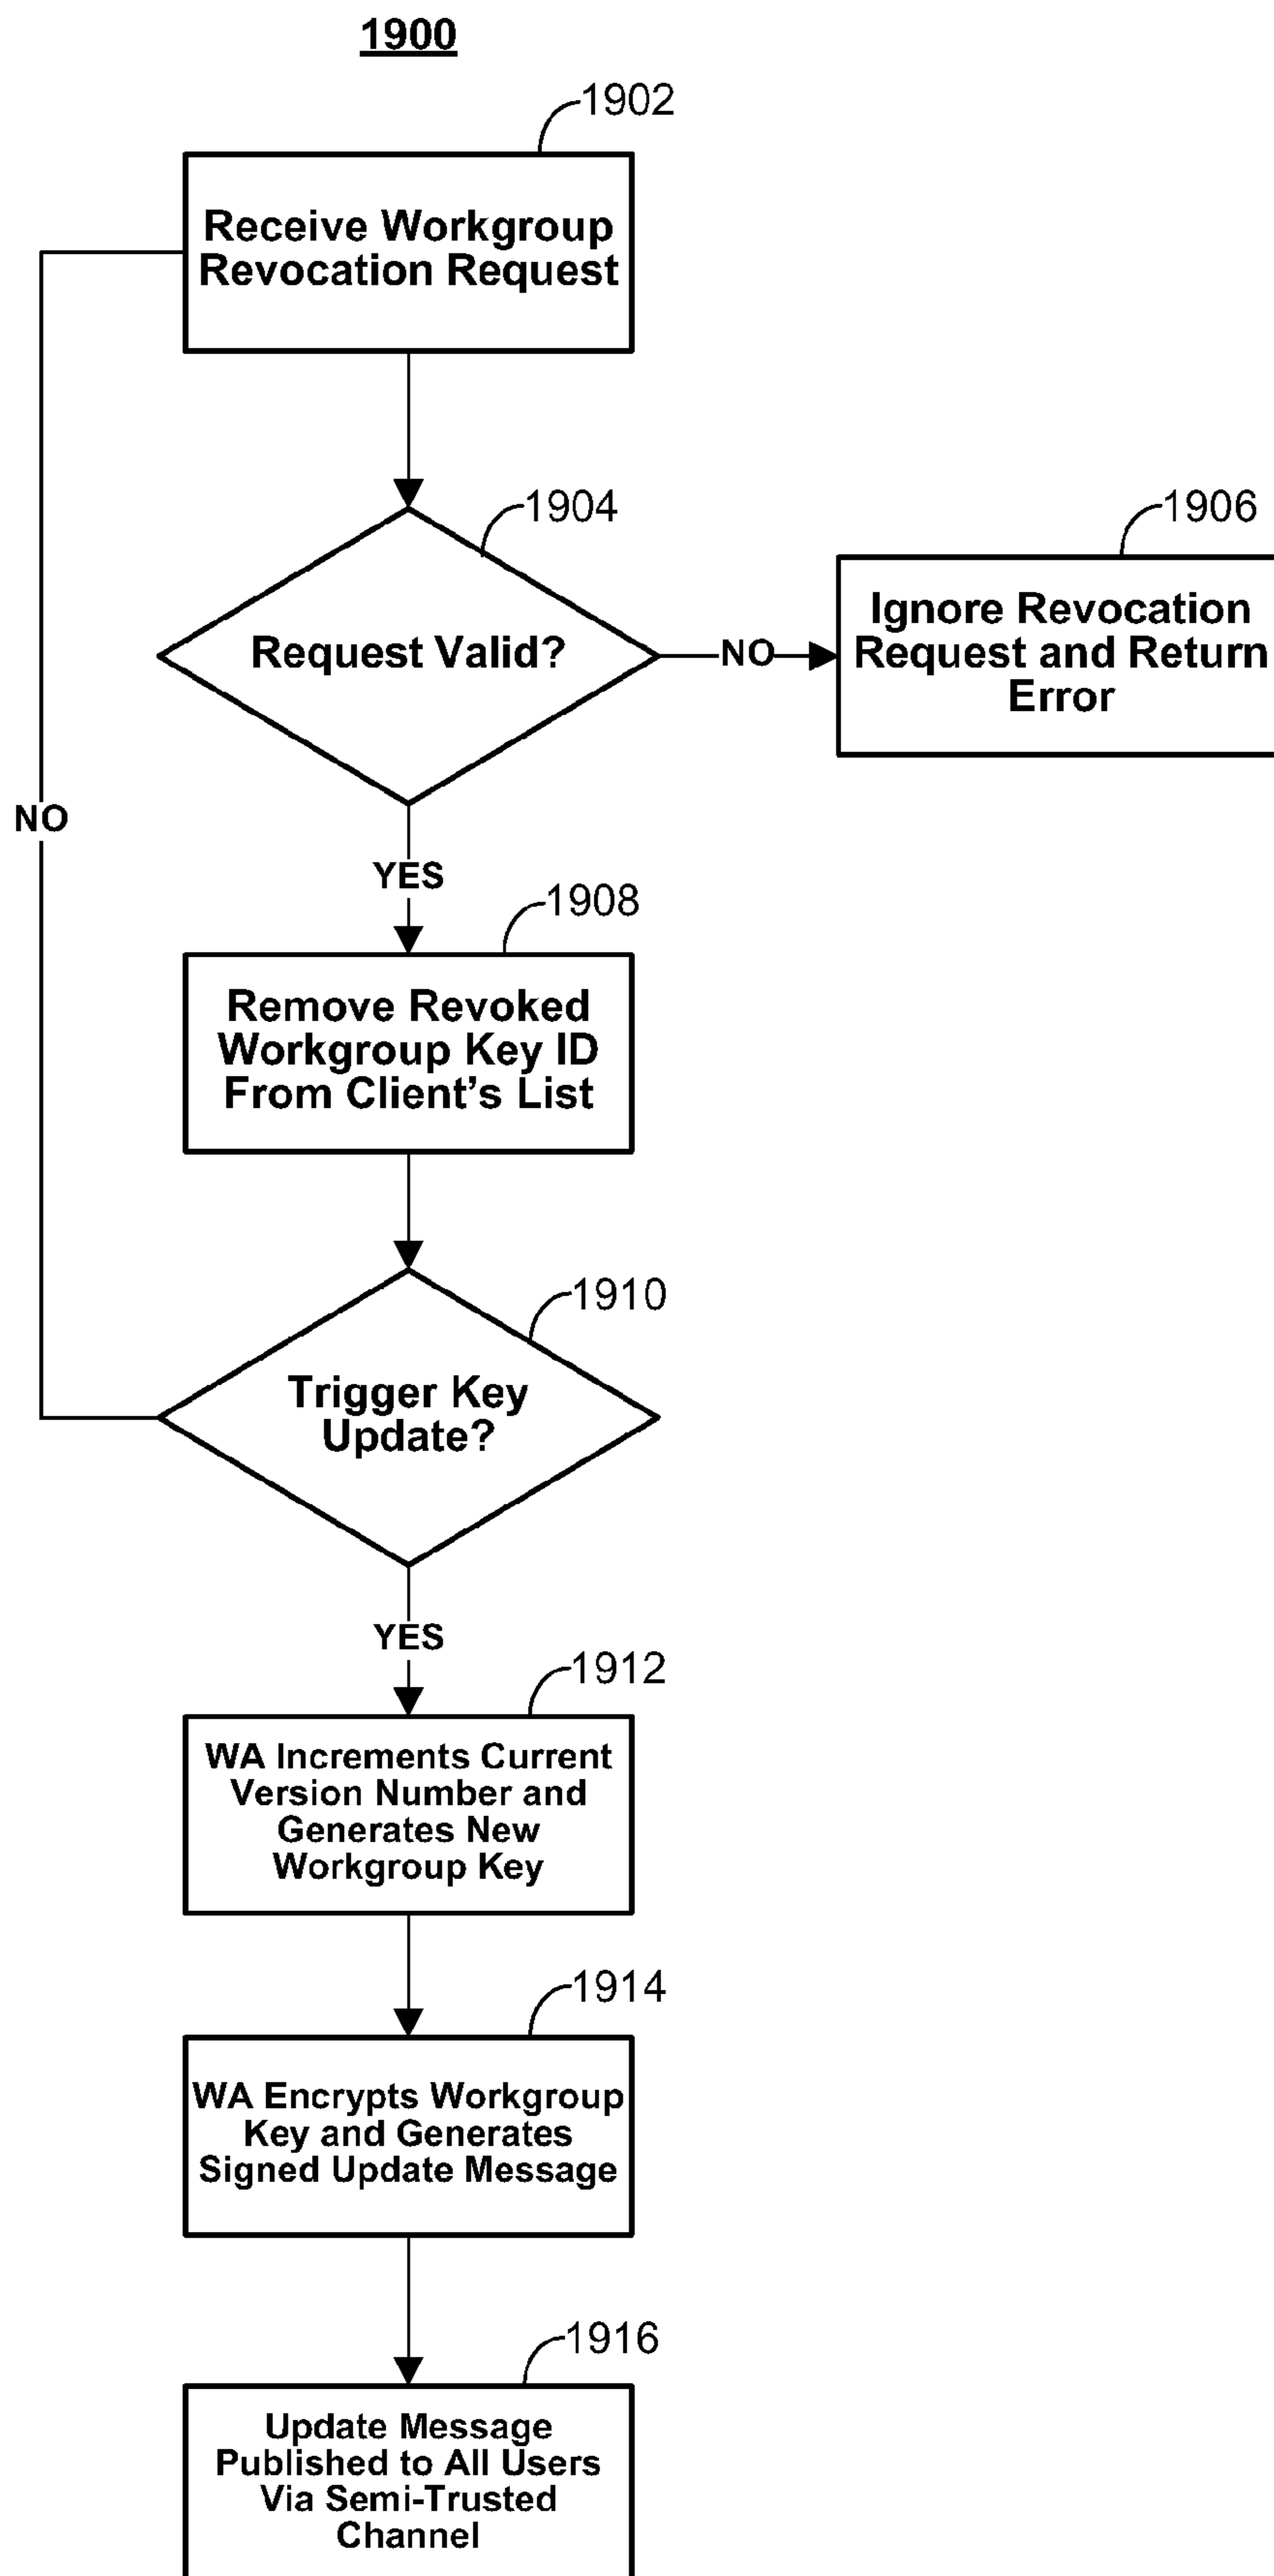 1900
1902
Receive Workgroup
Revocation Request
1904
Request Valid?
NO
1906
Ignore Revocation
Request and Return
Error
NO
YES
1908
Remove Revoked
Workgroup Key ID
From Client's List
1910
Trigger Key
Update?
YES
1912
WA Increments Current
Version Number and
Generates New
Workgroup Key
1914
WA Encrypts Workgroup
Key and Generates
Signed Update Message
1916
Update Message
Published to All Users
Via Semi-Trusted
Channel